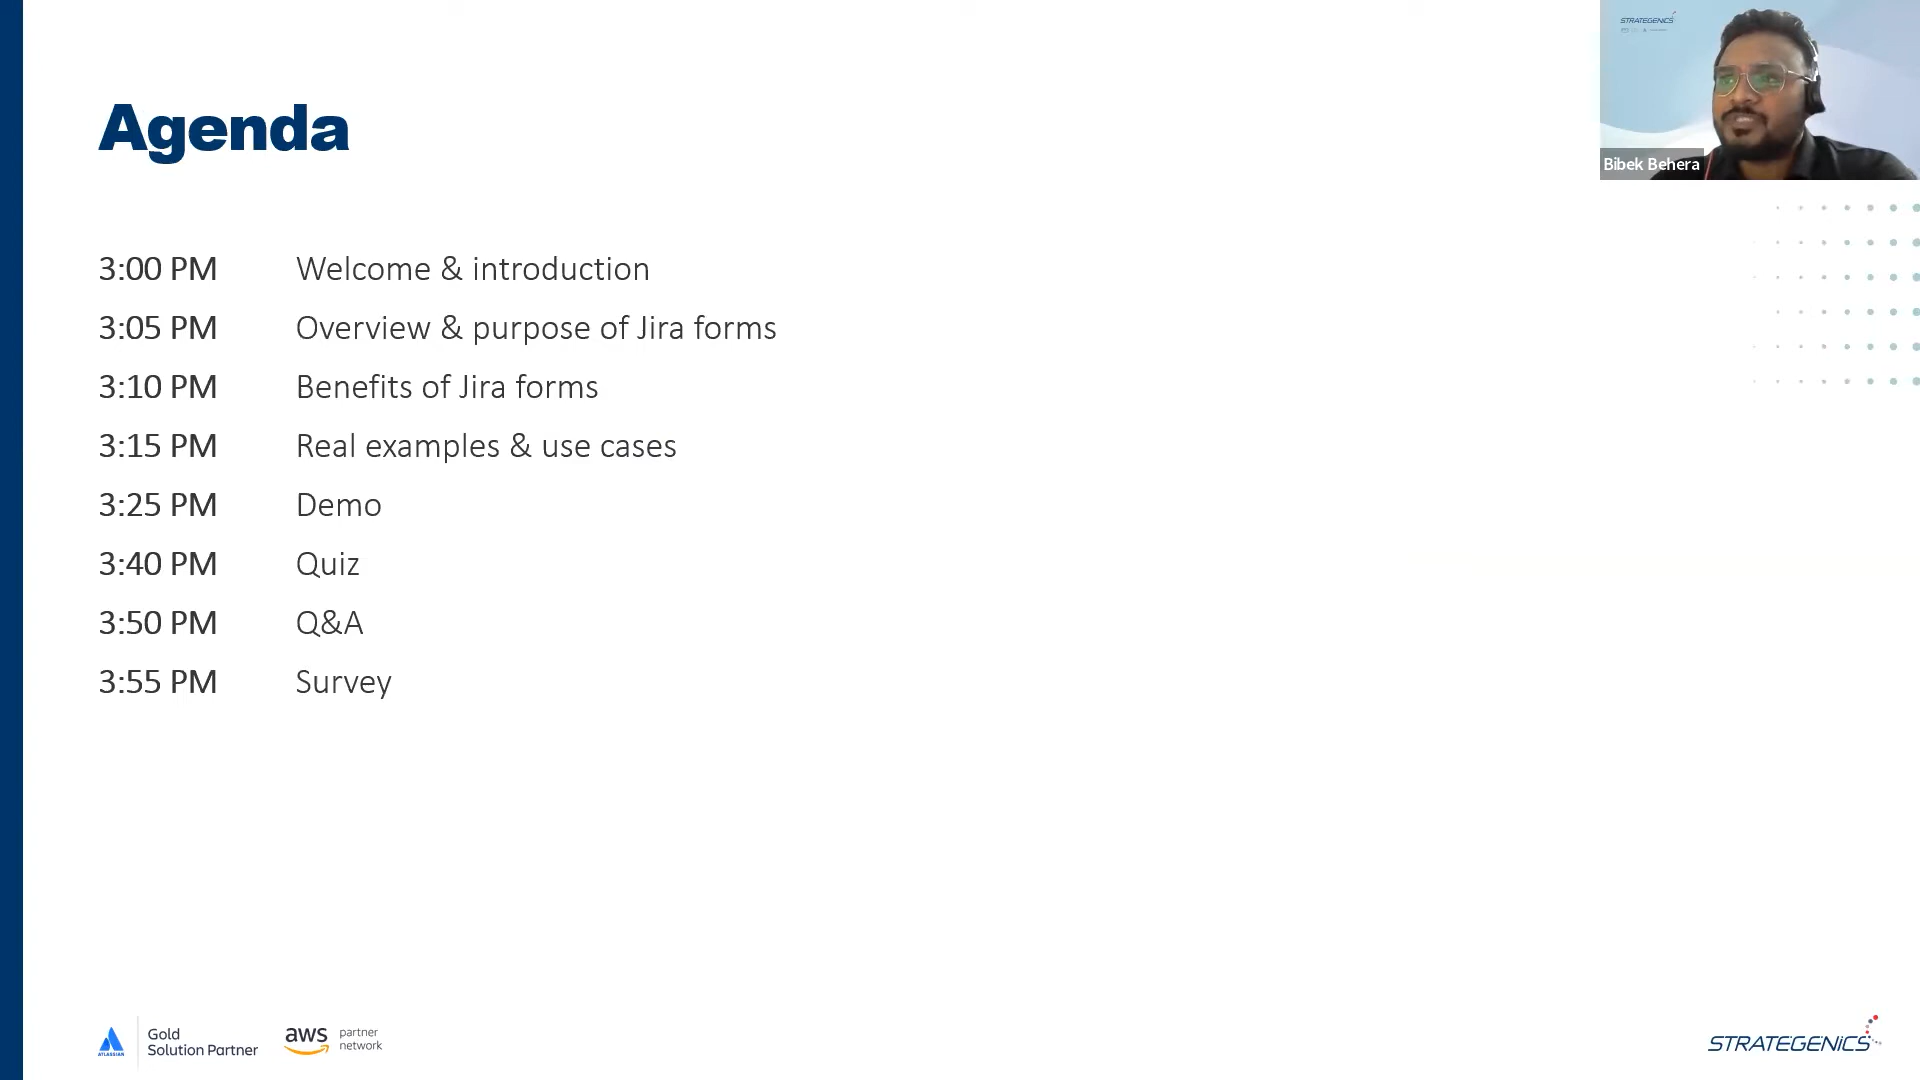 Agenda
3:00 PM Welcome & introduction
3:05 PM Overview & purpose of Jira forms
3:10 PM Benefits of Jira forms
3:15 PM Real examples & use cases
3:25 PM Demo
3:40 PM Quiz
3:50 PM Q&A
3:55 PM Survey
STRATEGENICS
Bibek Behera
ATLASSIAN
Gold
Solution Partner
aws
partner
network
STRATEGENICS